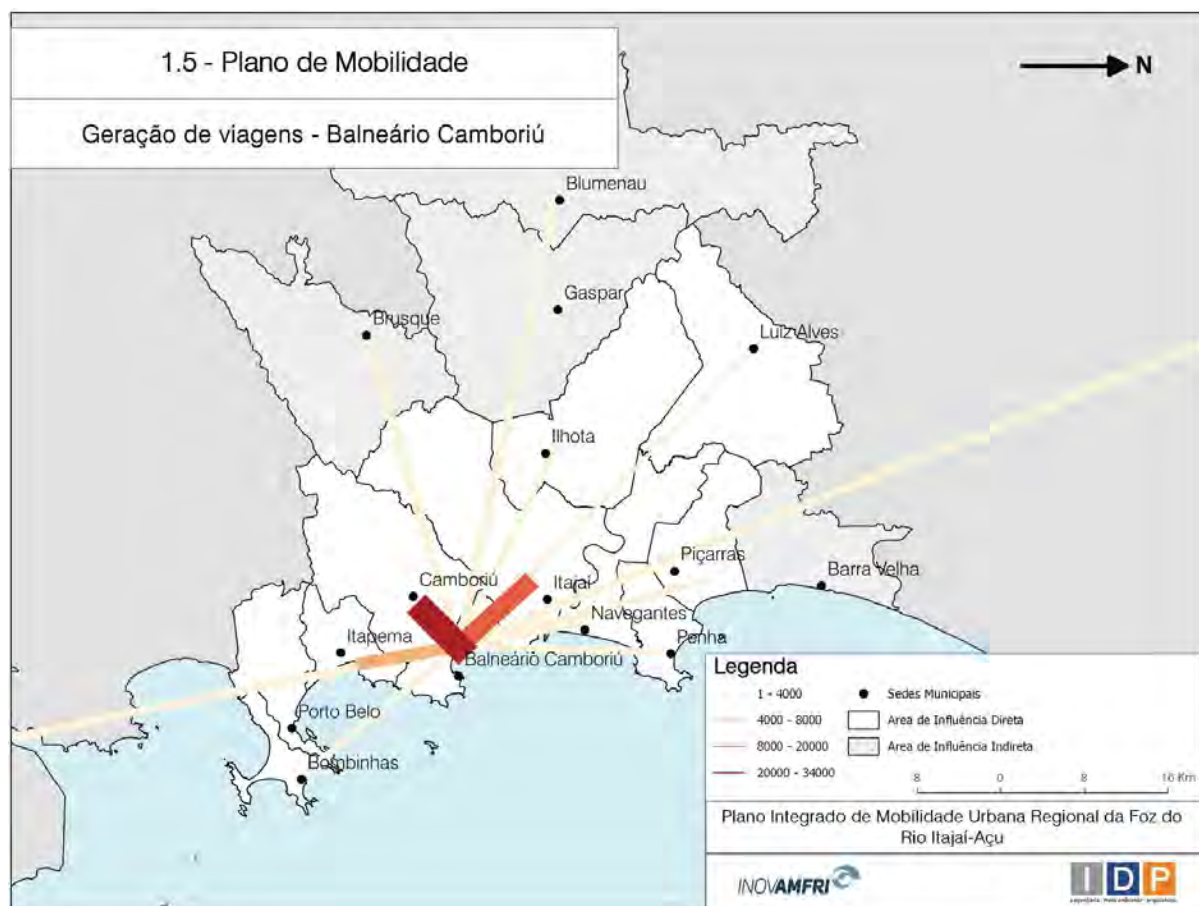 1.5 - Plano de Mobilidade
Geração de viagens - Balneário Camboriú
N
Blumenau
Gaspar
Brusque
Luiz Alves
Ilhota
Piçarras
Barra Velha
Camboriú
Itajaí
Navegantes
Itapema
Penha
Balneário Camboriú
Porto Belo
Bombinhas
Legenda
1 - 4000
4000 - 8000
8000 - 20000
20000 - 34000
Sedes Municipais
Area de Influência Direta
Area de Influência Indireta
8 0 8 16 Km
Plano Integrado de Mobilidade Urbana Regional da Foz do
Rio Itajaí-Açu
INOVAMFRI
IDP